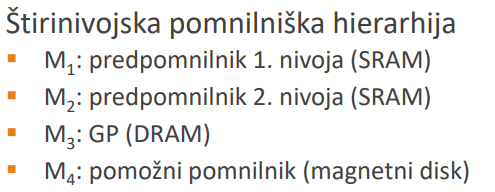 Štirinivojska pomnilniška hierarhija
▪ M₁: predpomnilnik 1. nivoja (SRAM)
▪ M₂: predpomnilnik 2. nivoja (SRAM)
▪ M₃: GP (DRAM)
▪ M₄: pomožni pomnilnik (magnetni disk)